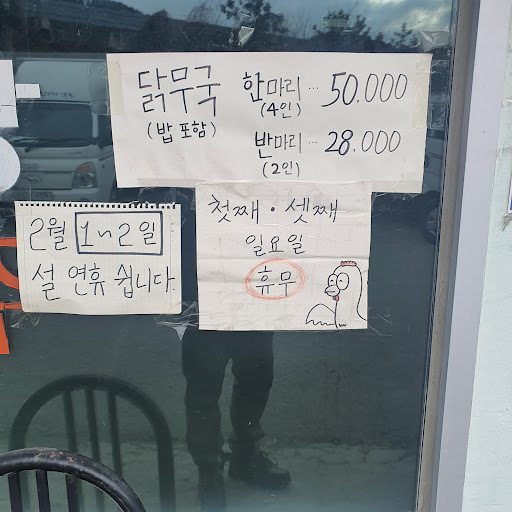 닭무국 한마리 … 50.000
(밥 포함) (4인)
반마리 … 28.000
(2인)
첫째 · 셋째
일요일
휴무
2월 1~2일
설 연휴 쉽니다